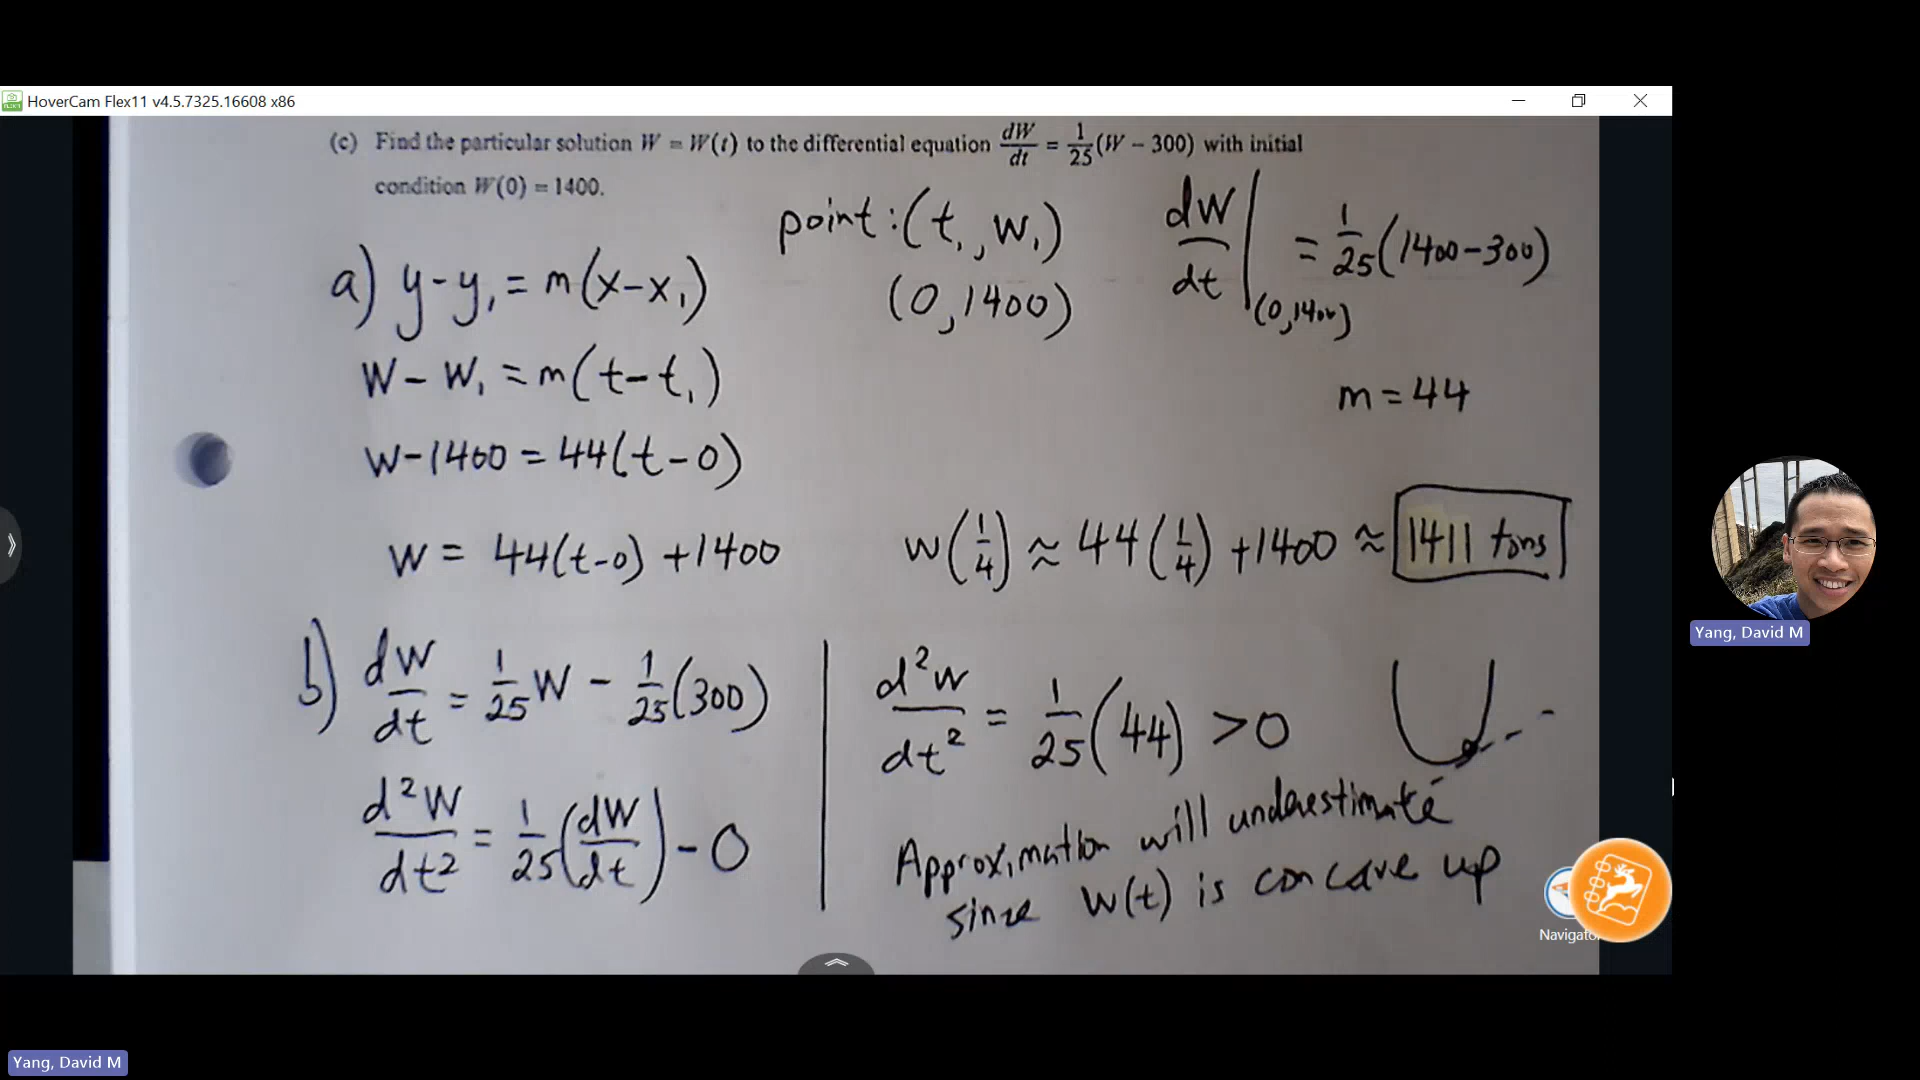 HoverCam Flex11 v4.5.7325.16608 x86
(c) Find the particular solution W = W(t) to the differential equation dW/dt = 1/25(W − 300) with initial
condition W(0) = 1400.
point: (t₁, W₁)
(0, 1400)
dW/dt |(0,1400) = 1/25(1400−300)
m = 44
a) y−y₁ = m(x−x₁)
W − W₁ = m(t−t₁)
W−1400 = 44(t−0)
W = 44(t−0) +1400
W(1/4) ≈ 44(1/4) +1400 ≈ 1411 tons
b) dW/dt = 1/25 W − 1/25(300)
d²W/dt² = 1/25(dW/dt) − 0
d²W/dt² = 1/25(44) > 0
Approximation will underestimate
since W(t) is concave up
Navigato
Yang, David M
Yang, David M